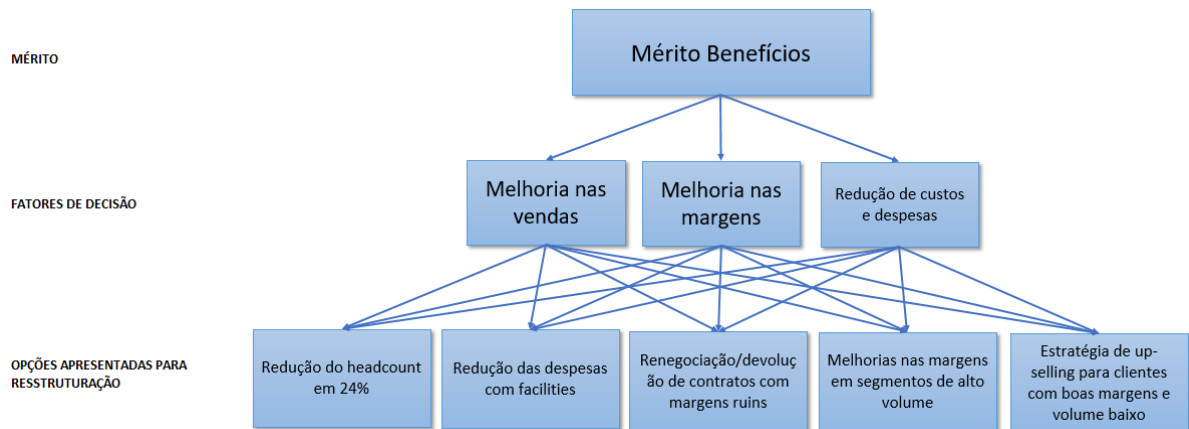 MÉRITO
Mérito Benefícios
FATORES DE DECISÃO
Melhoria nas
vendas
Melhoria nas
margens
Redução de custos
e despesas
OPÇÕES APRESENTADAS PARA
RESSTRUTURAÇÃO
Redução do headcount
em 24%
Redução das despesas
com facilities
Renegociação/devoluç
ão de contratos com
margens ruins
Melhorias nas margens
em segmentos de alto
volume
Estratégia de up-
selling para clientes
com boas margens e
volume baixo